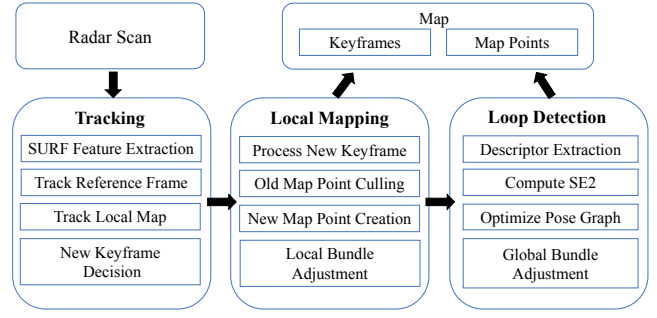 Radar Scan
Map
Keyframes
Map Points
Tracking
SURF Feature Extraction
Track Reference Frame
Track Local Map
New Keyframe
Decision
Local Mapping
Process New Keyframe
Old Map Point Culling
New Map Point Creation
Local Bundle
Adjustment
Loop Detection
Descriptor Extraction
Compute SE2
Optimize Pose Graph
Global Bundle
Adjustment